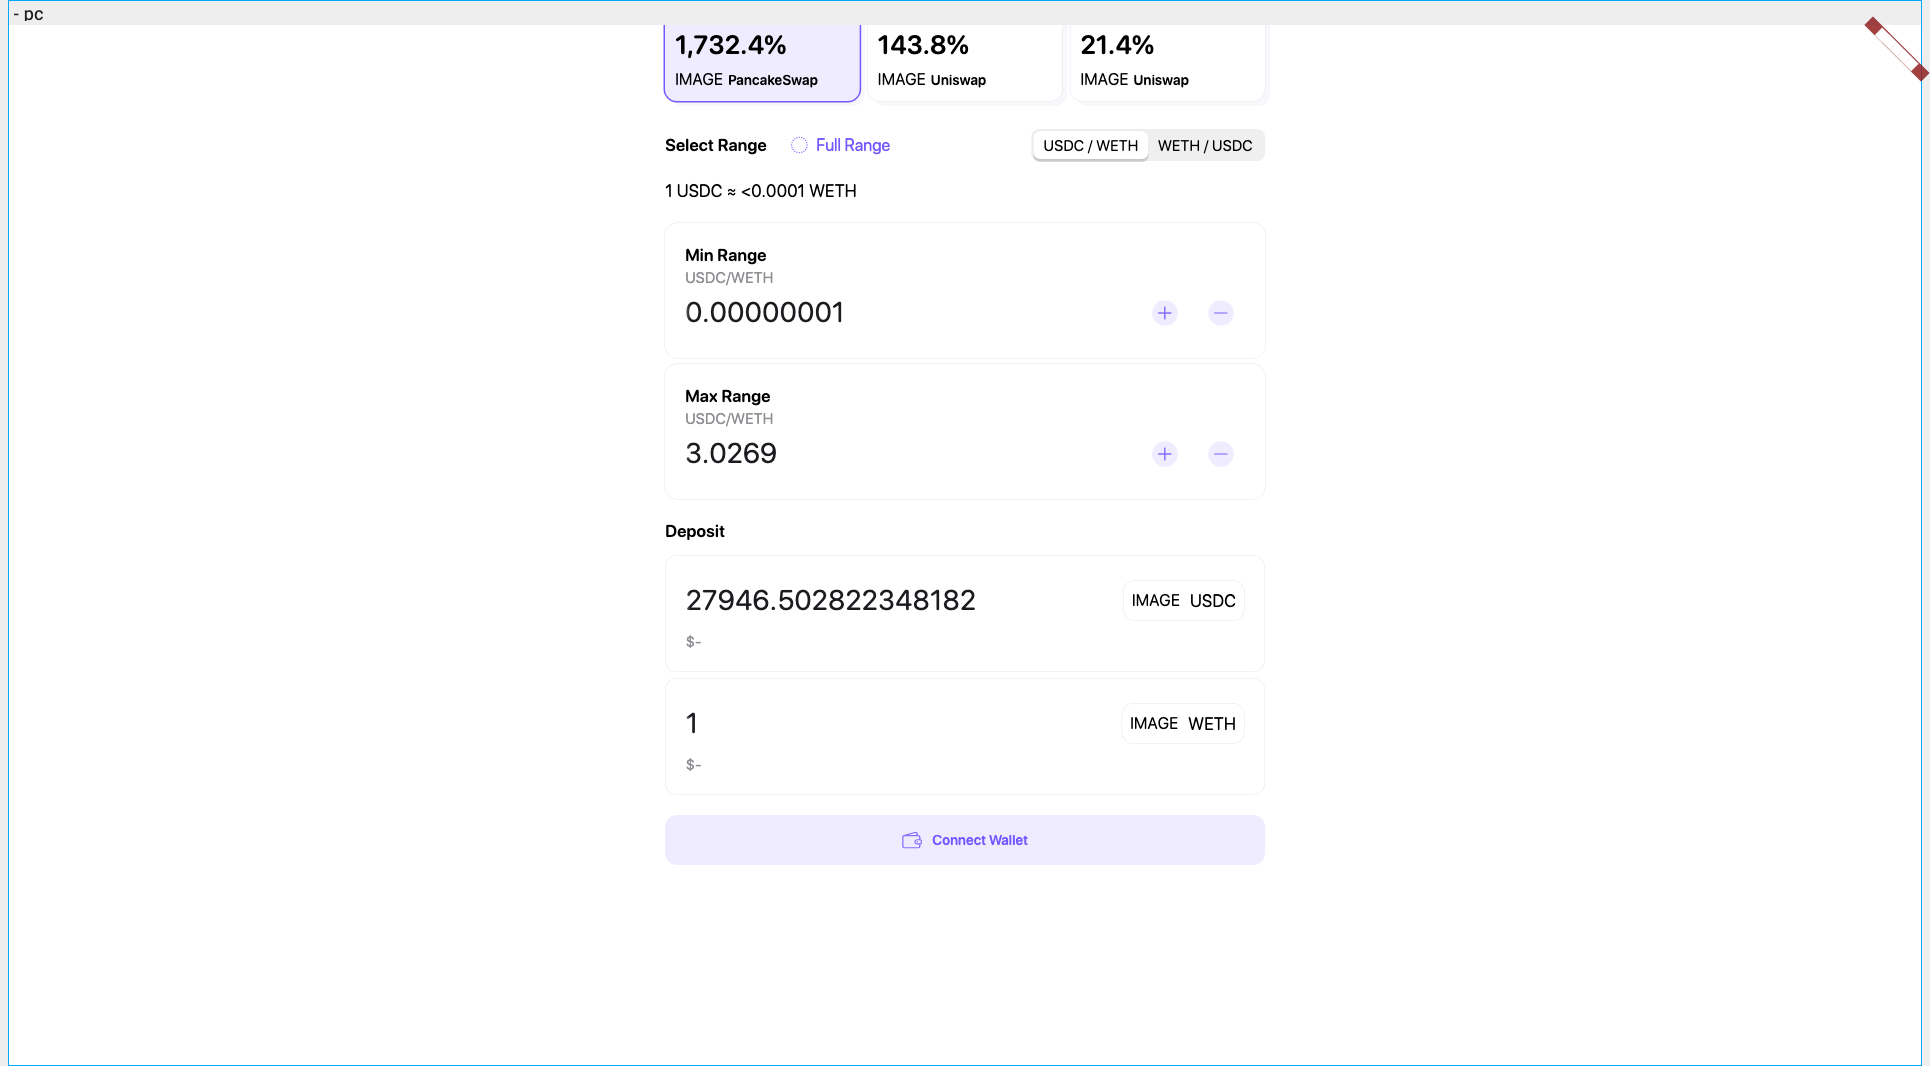 - pc
1,732.4% 143.8% 21.4%
IMAGE PancakeSwap IMAGE Uniswap IMAGE Uniswap
Select Range Full Range USDC / WETH WETH / USDC
1 USDC ≈ <0.0001 WETH
Min Range
USDC/WETH
0.00000001
Max Range
USDC/WETH
3.0269
Deposit
27946.502822348182 IMAGE USDC
$-
1 IMAGE WETH
$-
Connect Wallet